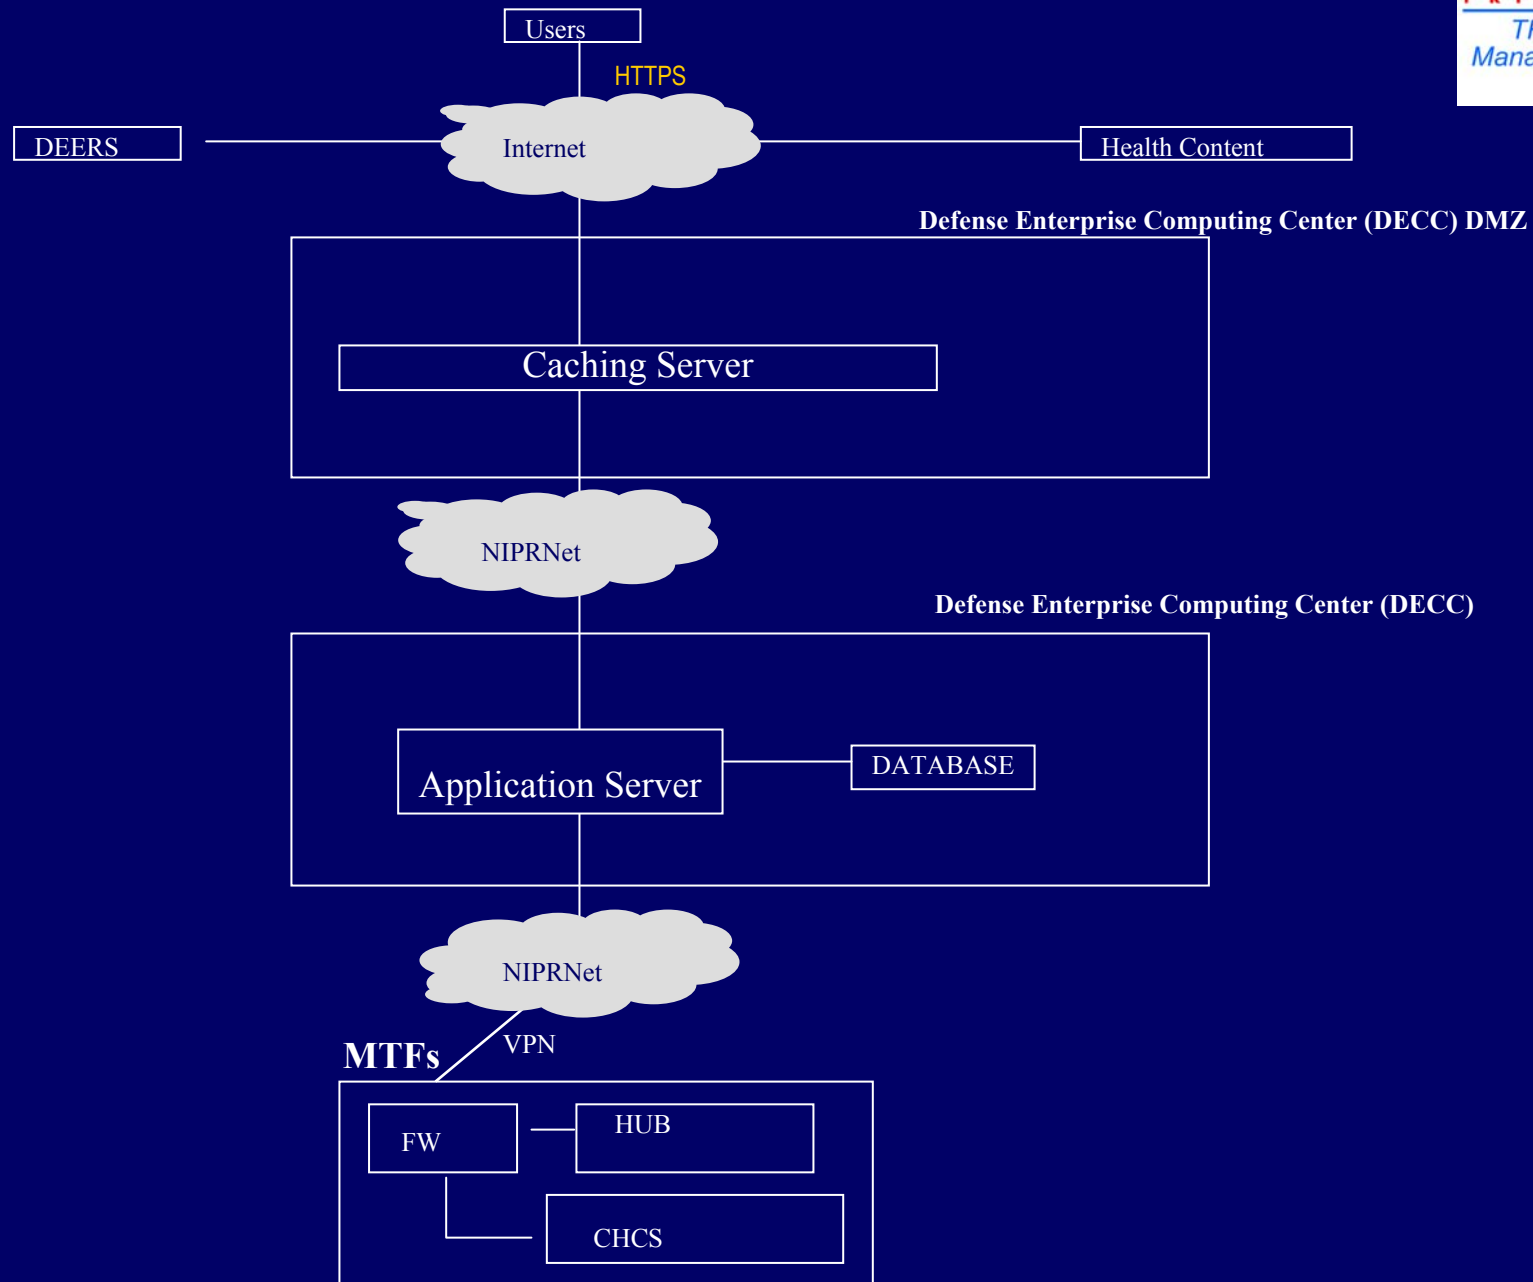 Users
HTTPS
DEERS
Internet
Health Content
Defense Enterprise Computing Center (DECC) DMZ
Caching Server
NIPRNet
Defense Enterprise Computing Center (DECC)
Application Server
DATABASE
NIPRNet
VPN
MTFs
FW
HUB
CHCS